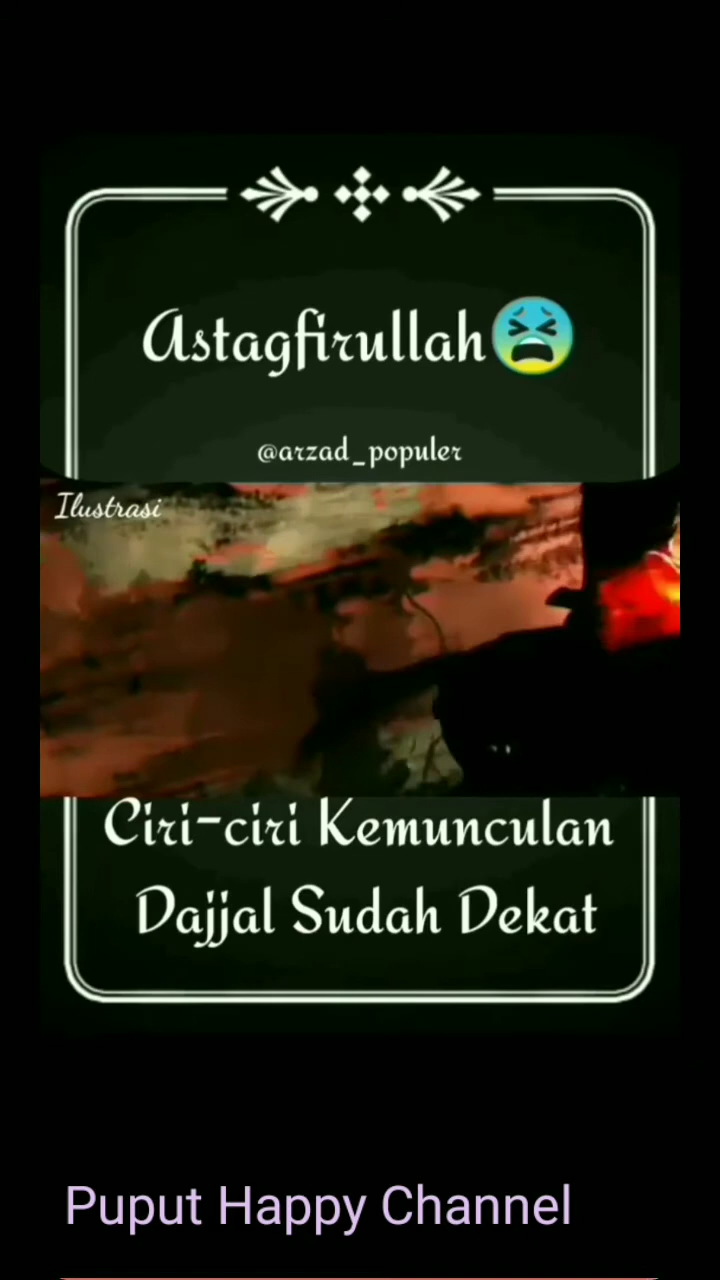 Astagfirullah😫
@arzad_populer
Ilustrasi
Ciri-ciri Kemunculan
Dajjal Sudah Dekat
Puput Happy Channel